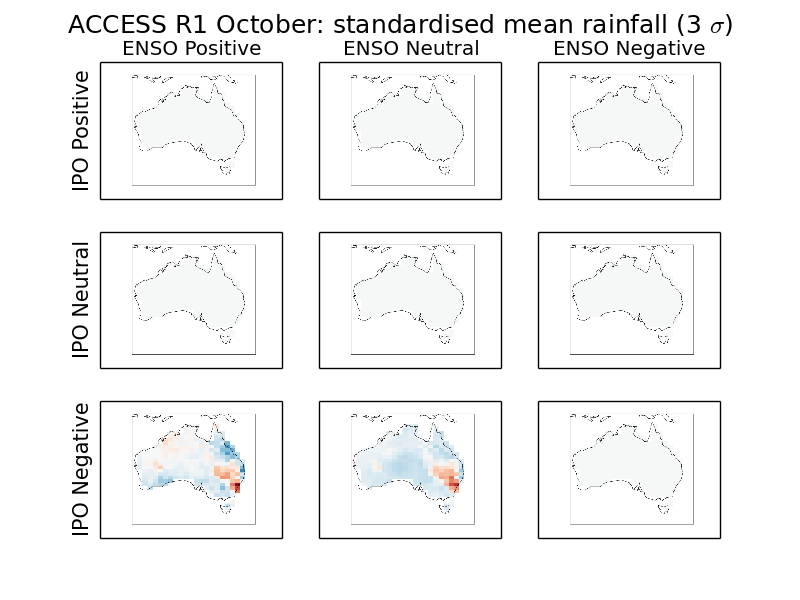 ACCESS R1 October: standardised mean rainfall (3 σ)
ENSO Positive ENSO Neutral ENSO Negative
IPO Positive
IPO Neutral
IPO Negative